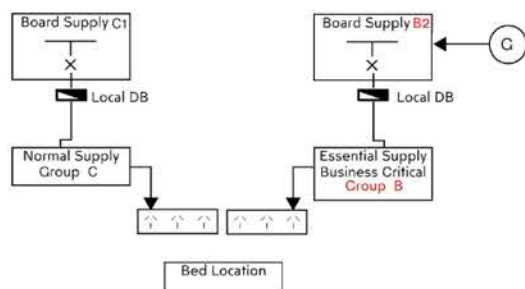 Board Supply C1
Board Supply B2
G
Local DB
Local DB
Normal Supply
Group C
Essential Supply
Business Critical
Group B
Bed Location